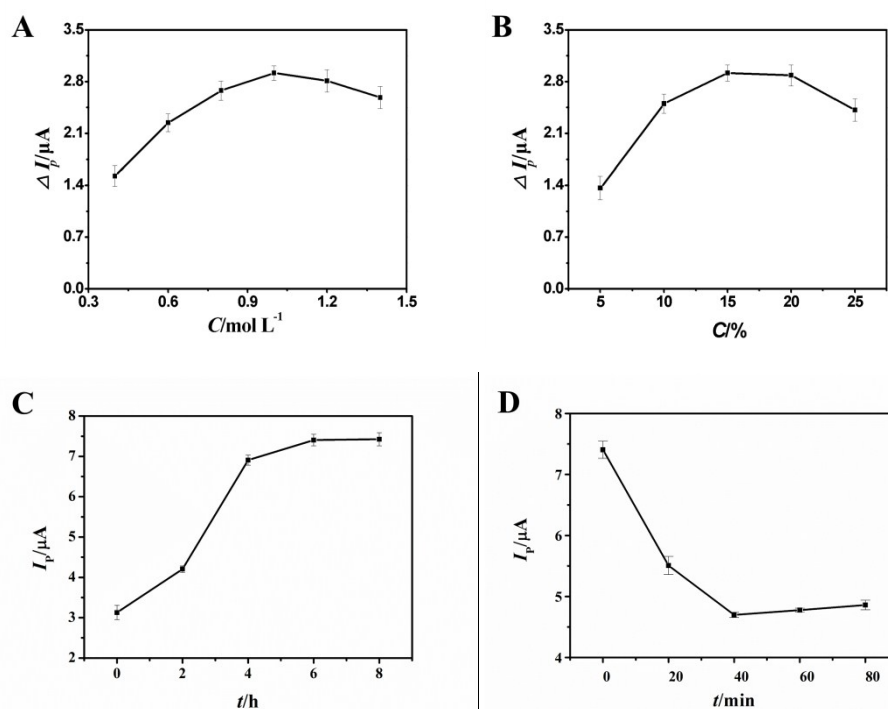 A
3.5
2.8
2.1
1.4
0.7
0.0
Δ Ip/μA
0.3 0.6 0.9 1.2 1.5
C/mol L-1
B
3.5
2.8
2.1
1.4
0.7
0.0
Δ Ip/μA
5 10 15 20 25
C/%
C
8
7
6
5
4
3
2
IP/μA
0 2 4 6 8
t/h
D
8
7
6
5
4
IP/μA
0 20 40 60 80
t/min